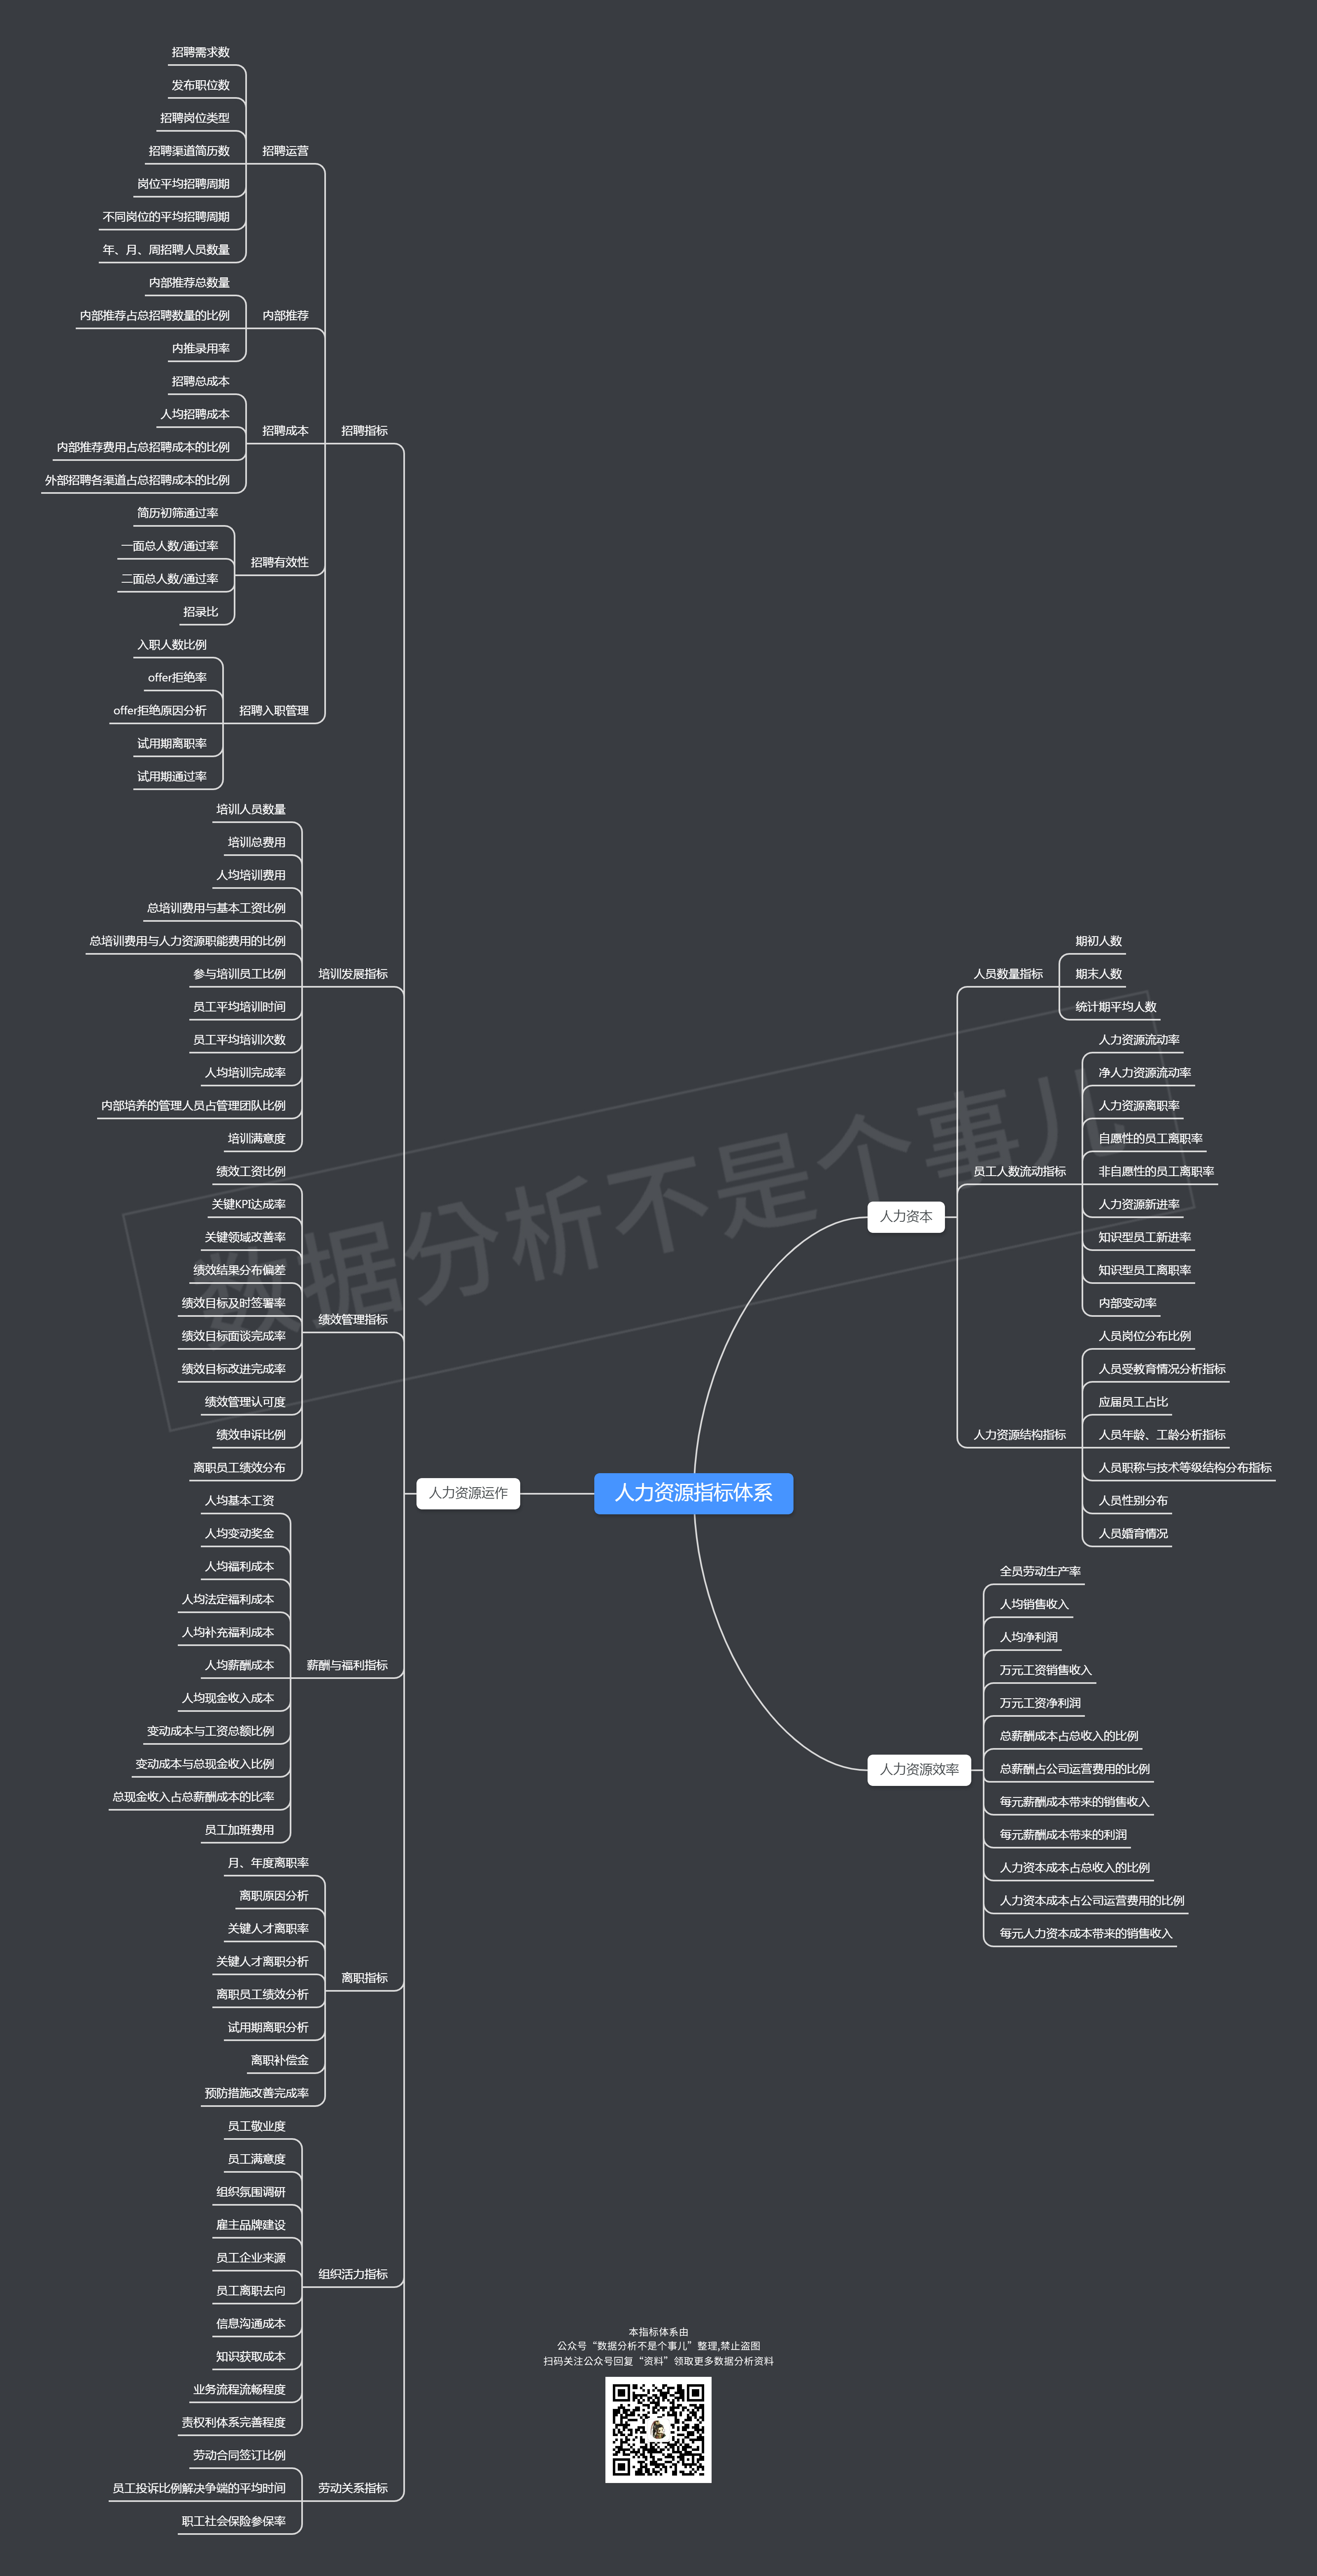 人力资源指标体系
人力资源运作
招聘指标
招聘运营
招聘需求数
发布职位数
招聘岗位类型
招聘渠道简历数
岗位平均招聘周期
不同岗位的平均招聘周期
年、月、周招聘人员数量
内部推荐
内部推荐总数量
内部推荐占总招聘数量的比例
内推录用率
招聘成本
招聘总成本
人均招聘成本
内部推荐费用占总招聘成本的比例
外部招聘各渠道占总招聘成本的比例
招聘有效性
简历初筛通过率
一面总人数/通过率
二面总人数/通过率
招录比
招聘入职管理
入职人数比例
offer拒绝率
offer拒绝原因分析
试用期离职率
试用期通过率
培训发展指标
培训人员数量
培训总费用
人均培训费用
总培训费用与基本工资比例
总培训费用与人力资源职能费用的比例
参与培训员工比例
员工平均培训时间
员工平均培训次数
人均培训完成率
内部培养的管理人员占管理团队比例
培训满意度
绩效管理指标
绩效工资比例
关键KPI达成率
关键领域改善率
绩效结果分布偏差
绩效目标及时签署率
绩效目标面谈完成率
绩效目标改进完成率
绩效管理认可度
绩效申诉比例
离职员工绩效分布
薪酬与福利指标
人均基本工资
人均变动奖金
人均福利成本
人均法定福利成本
人均补充福利成本
人均薪酬成本
人均现金收入成本
变动成本与工资总额比例
变动成本与总现金收入比例
总现金收入占总薪酬成本的比率
员工加班费用
离职指标
月、年度离职率
离职原因分析
关键人才离职率
关键人才离职分析
离职员工绩效分析
试用期离职分析
离职补偿金
预防措施改善完成率
组织活力指标
员工敬业度
员工满意度
组织氛围调研
雇主品牌建设
员工企业来源
员工离职去向
信息沟通成本
知识获取成本
业务流程流畅程度
责权利体系完善程度
劳动关系指标
劳动合同签订比例
员工投诉比例解决争端的平均时间
职工社会保险参保率
人力资本
人员数量指标
期初人数
期末人数
统计期平均人数
员工人数流动指标
人力资源流动率
净人力资源流动率
人力资源离职率
自愿性的员工离职率
非自愿性的员工离职率
人力资源新进率
知识型员工新进率
知识型员工离职率
内部变动率
人力资源结构指标
人员岗位分布比例
人员受教育情况分析指标
应届员工占比
人员年龄、工龄分析指标
人员职称与技术等级结构分布指标
人员性别分布
人员婚育情况
人力资源效率
全员劳动生产率
人均销售收入
人均净利润
万元工资销售收入
万元工资净利润
总薪酬成本占总收入的比例
总薪酬占公司运营费用的比例
每元薪酬成本带来的销售收入
每元薪酬成本带来的利润
人力资本成本占总收入的比例
人力资本成本占公司运营费用的比例
每元人力资本成本带来的销售收入
数据分析不是个事儿
本指标体系由
公众号“数据分析不是个事儿”整理,禁止盗图
扫码关注公众号回复“资料”领取更多数据分析资料